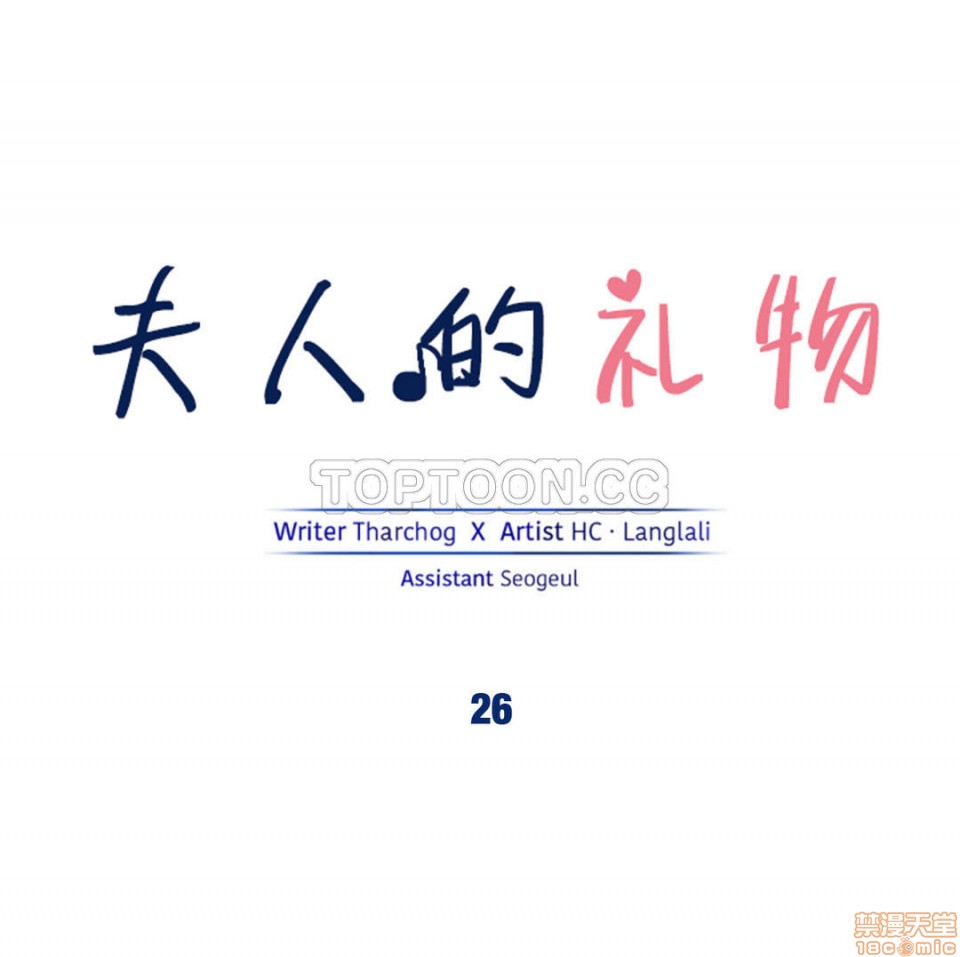 夫人的礼物
TOPTOON.CC
Writer Tharchog X Artist HC · Langlali
Assistant Seogeul
26
禁漫天堂
18comic